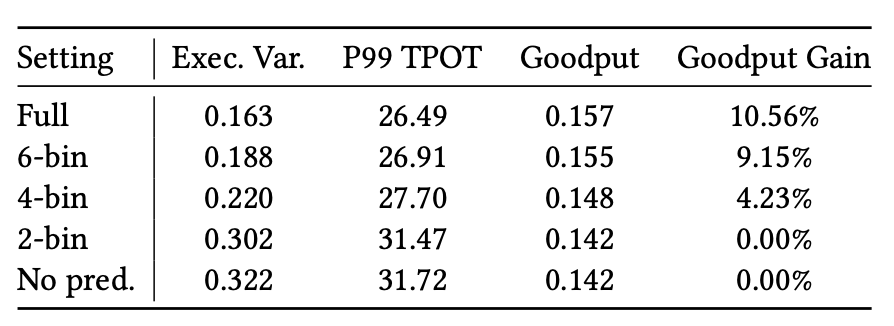 Setting Exec. Var. P99 TPOT Goodput Goodput Gain
Full 0.163 26.49 0.157 10.56%
6-bin 0.188 26.91 0.155 9.15%
4-bin 0.220 27.70 0.148 4.23%
2-bin 0.302 31.47 0.142 0.00%
No pred. 0.322 31.72 0.142 0.00%